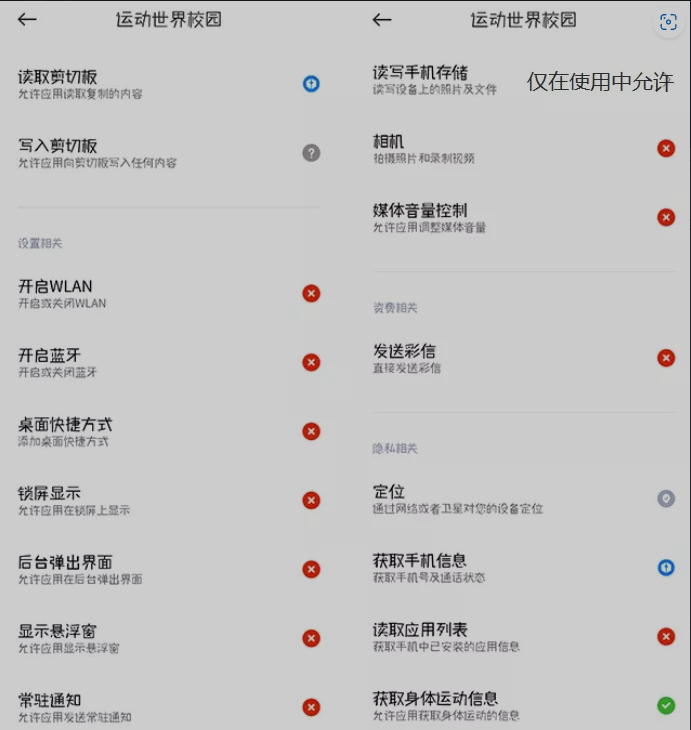 运动世界校园
读取剪切板
允许应用读取复制的内容
写入剪切板
允许应用向剪切板写入任何内容
设置相关
开启WLAN
开启或关闭WLAN
开启蓝牙
开启或关闭蓝牙
桌面快捷方式
添加桌面快捷方式
锁屏显示
允许应用在锁屏上显示
后台弹出界面
允许应用在后台弹出界面
显示悬浮窗
允许应用显示悬浮窗
常驻通知
允许应用发送常驻通知
运动世界校园
读写手机存储
读写设备上的照片及文件
仅在使用中允许
相机
拍摄照片和录制视频
媒体音量控制
允许应用调整媒体音量
资费相关
发送彩信
直接发送彩信
隐私相关
定位
通过网络或者卫星对您的设备定位
获取手机信息
获取手机号及通话状态
读取应用列表
获取手机中已安装的应用信息
获取身体运动信息
允许应用获取身体运动的信息